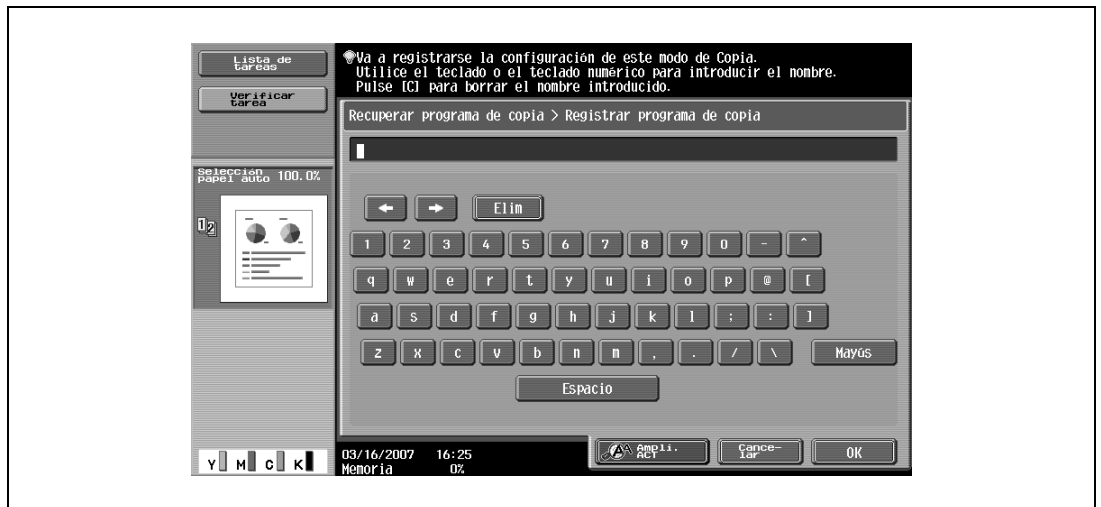 Lista de
tareas
Verificar
tarea
Va a registrarse la configuración de este modo de Copia.
Utilice el teclado o el teclado numérico para introducir el nombre.
Pulse [C] para borrar el nombre introducido.
Recuperar programa de copia > Registrar programa de copia
Selección
papel auto 100.0%
12
← → Elim
1 2 3 4 5 6 7 8 9 0 - ^
q w e r t y u i o p @ [
a s d f g h j k l ; : ]
z x c v b n m , . / \ Mayús
Espacio
Y M C K
03/16/2007 16:25
Memoria 0%
Ampli.
ACT
Cance-
lar
OK